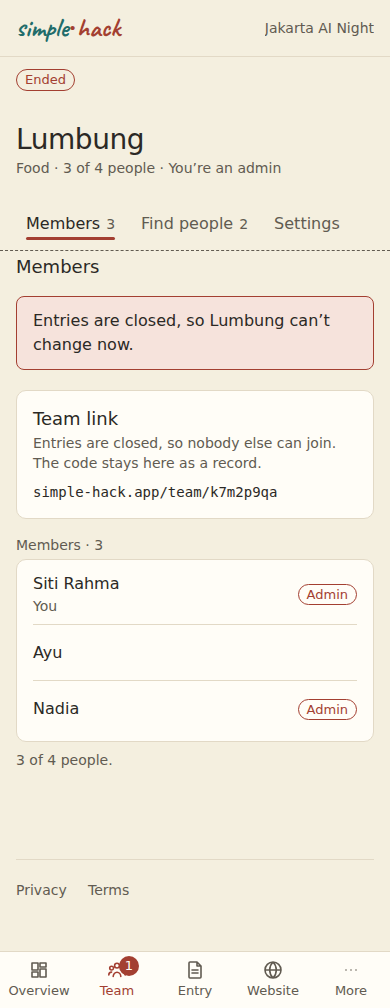 simple·hack
Jakarta AI Night
Ended
Lumbung
Food · 3 of 4 people · You’re an admin
Members 3 Find people 2 Settings
Members
Entries are closed, so Lumbung can’t
change now.
Team link
Entries are closed, so nobody else can join.
The code stays here as a record.
simple-hack.app/team/k7m2p9qa
Members · 3
Siti Rahma
You
Admin
Ayu
Nadia
Admin
3 of 4 people.
Privacy Terms
1
Overview Team Entry Website More